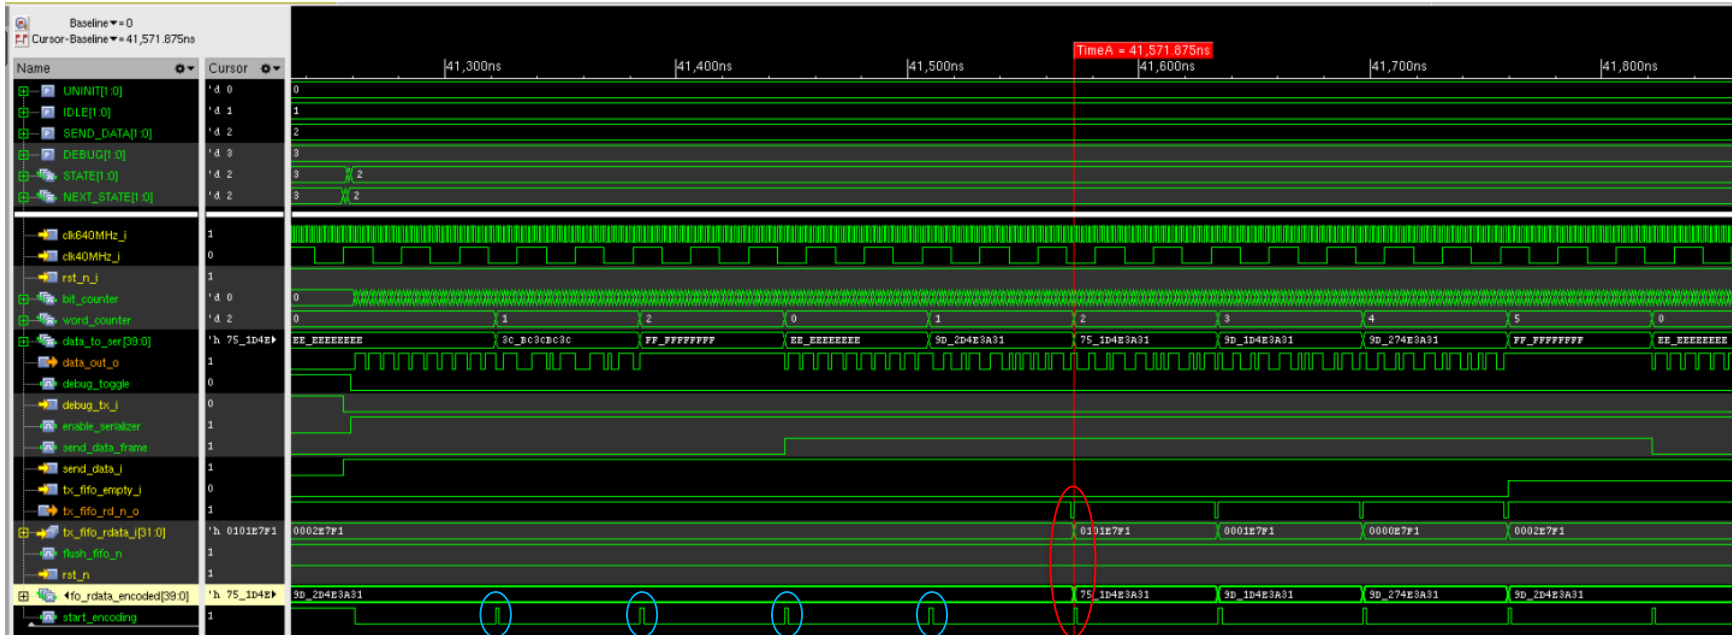 Baseline▼=0
Cursor-Baseline▼=41,571.875ns
TimeA = 41,571.875ns
Name Cursor |41,300ns |41,400ns |41,500ns |41,600ns |41,700ns |41,800ns
UNINIT[1:0] 'd 0 0
IDLE[1:0] 'd 1 1
SEND_DATA[1:0] 'd 2 2
DEBUG[1:0] 'd 3 3
STATE[1:0] 'd 2 3 2
NEXT_STATE[1:0] 'd 2 3 2
clk640MHz_i 1
clk40MHz_i 0
rst_n_i 1
bit_counter 'd 0 0
word_counter 'd 2 0 1 2 0 1 2 3 4 5 0
data_to_ser[39:0] 'h 75_1D4E EE_EEEEEEEE 3C_BC3CBC3C FF_FFFFFFFF EE_EEEEEEEE 9D_2D4E3A31 75_1D4E3A31 9D_1D4E3A31 9D_274E3A31 FF_FFFFFFFF EE_EEEEEEEE
data_out_o 1
debug_toggle 0
debug_tx_i 0
enable_serializer 1
send_data_frame 1
send_data_i 1
tx_fifo_empty_i 0
tx_fifo_rd_n_o 1
tx_fifo_rdata_i[31:0] 'h 0101E7F1 0002E7F1 0101E7F1 0001E7F1 0000E7F1 0002E7F1
flush_fifo_n 1
rst_n 1
fo_rdata_encoded[39:0] 'h 75_1D4E 9D_2D4E3A31 75_1D4E3A31 9D_1D4E3A31 9D_274E3A31 9D_2D4E3A31
start_encoding 1